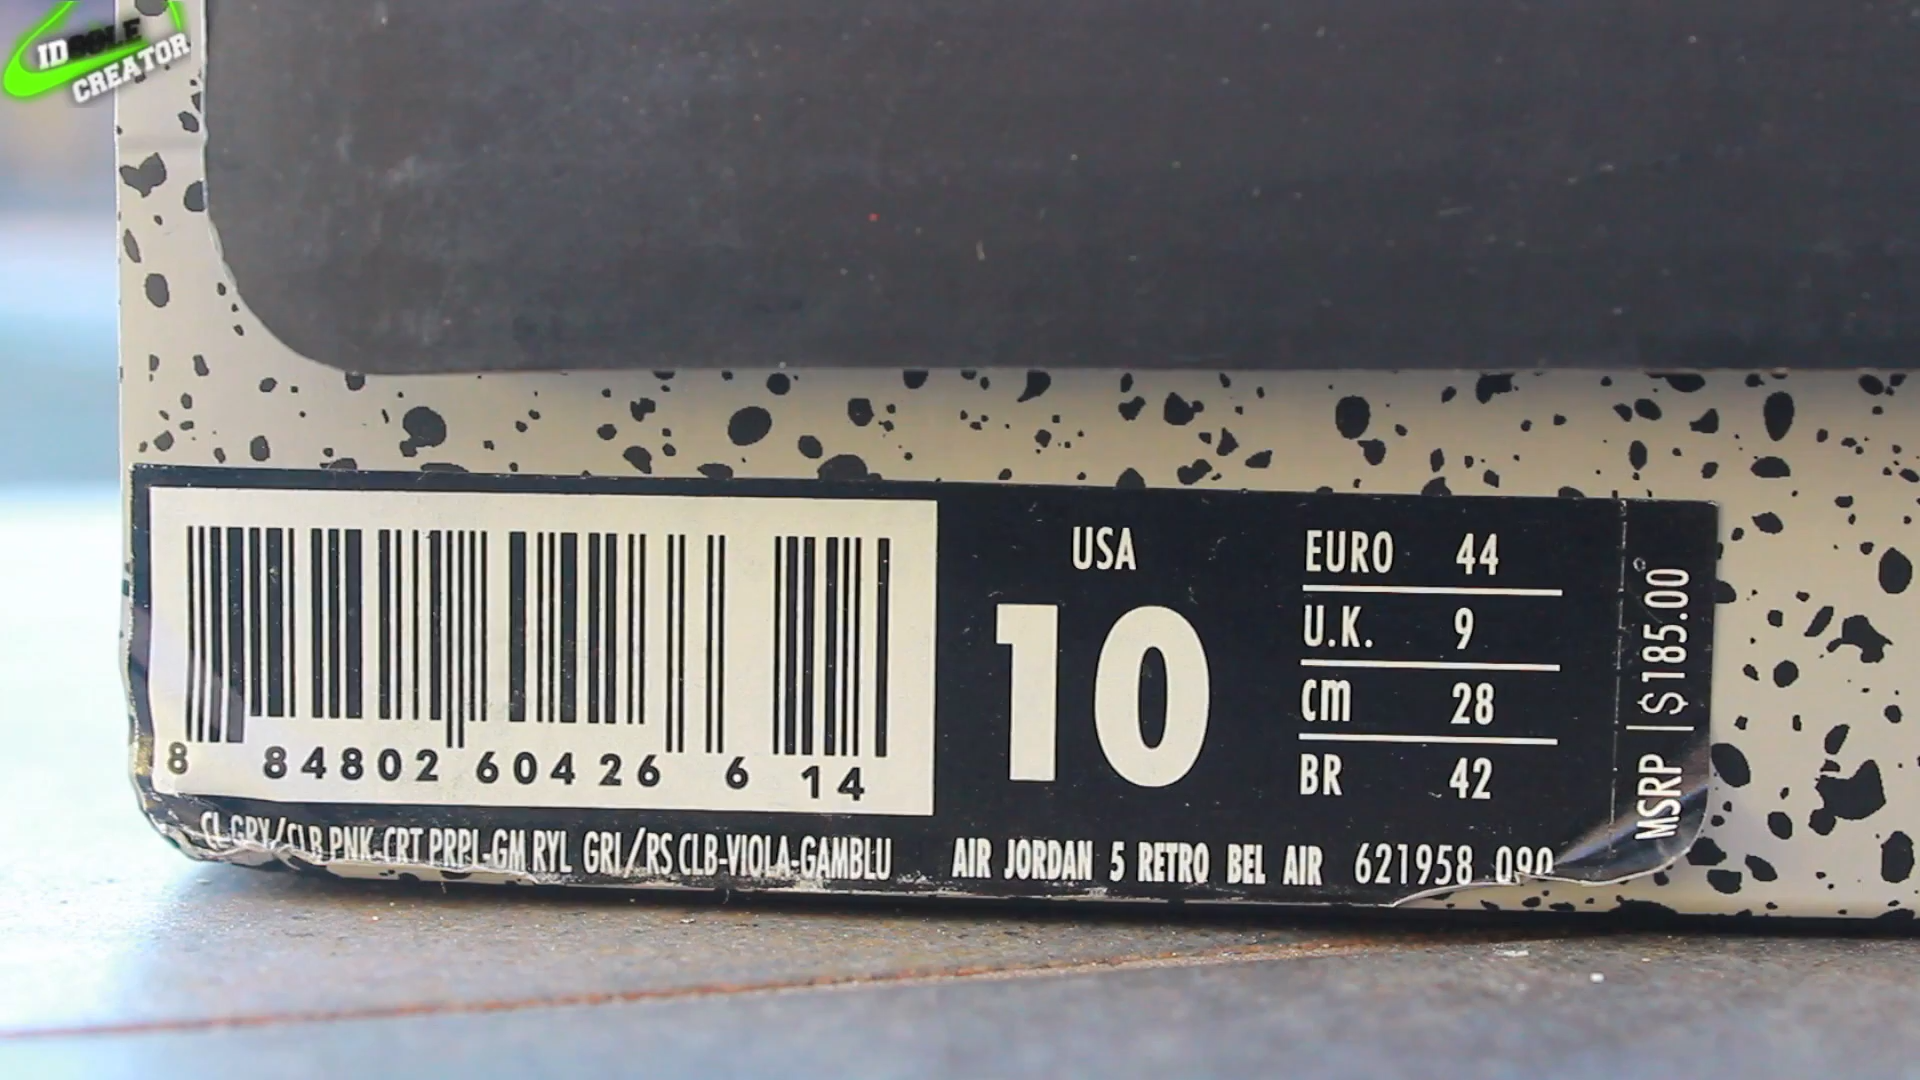 IDSOLE
CREATOR
USA
10
EURO 44
U.K. 9
cm 28
BR 42
MSRP | $185.00
8 84802 60426 6 14
CL GRY/CLB PNK-CRT PRPL-GM RYL GRI/RS CLB-VIOLA-GAMBLU
AIR JORDAN 5 RETRO BEL AIR 621958 090